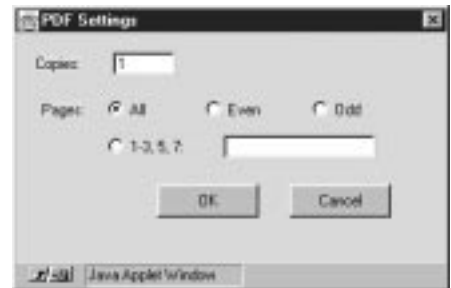 PDF Settings
Copies: 1
Pages: All Even Odd
1-3, 5, 7:
OK Cancel
Java Applet Window